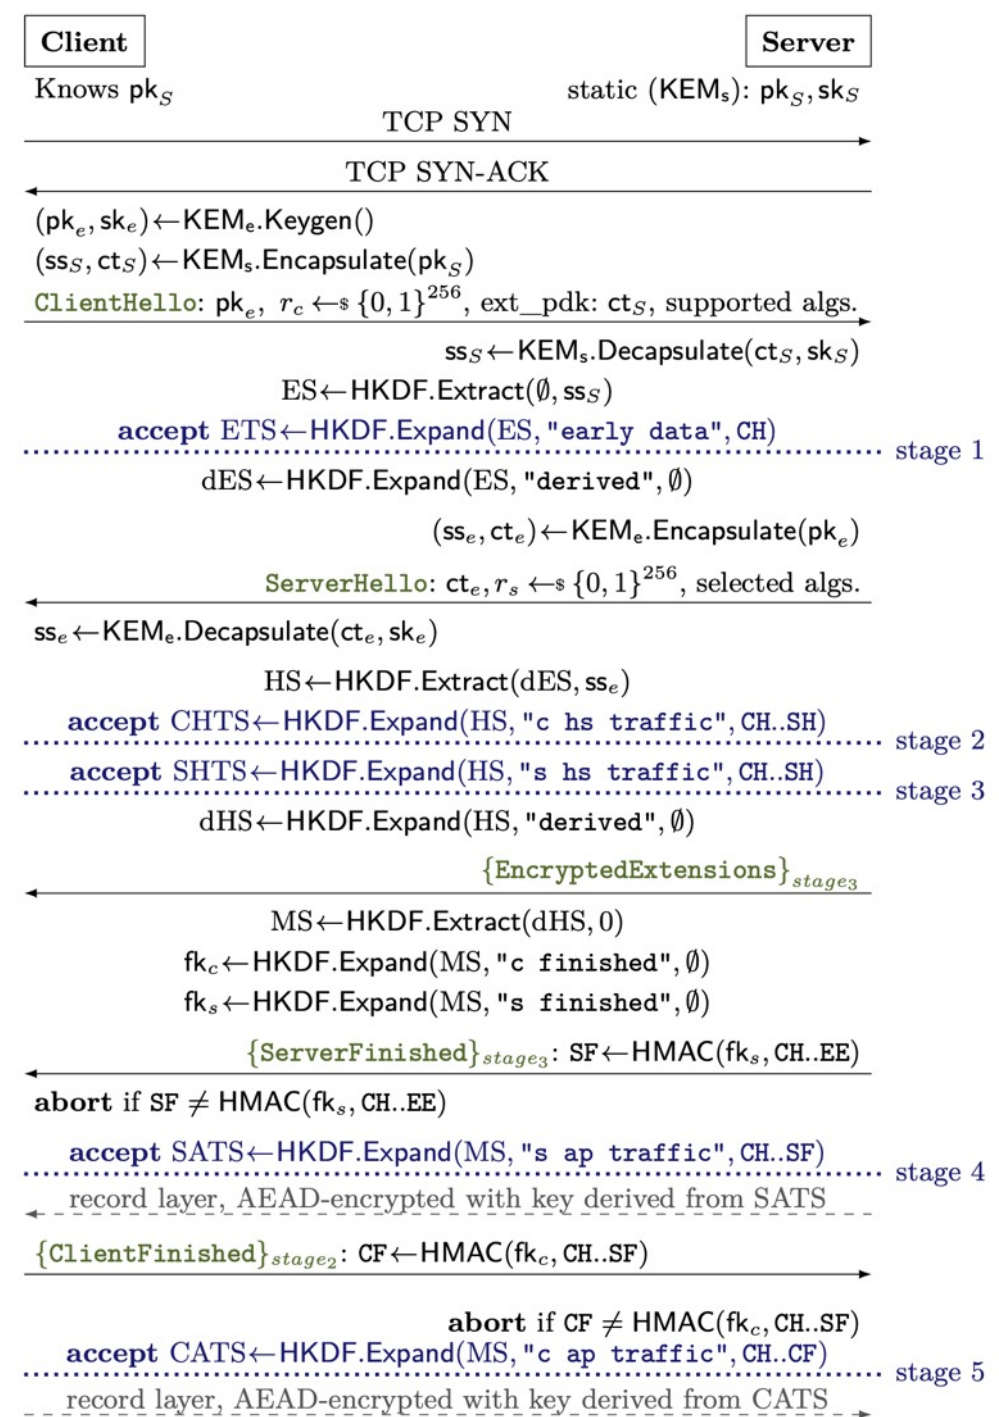 Client Server
Knows pk_S static (KEM_s): pk_S, sk_S
TCP SYN
TCP SYN-ACK
(pk_e, sk_e)←KEM_e.Keygen()
(ss_S, ct_S)←KEM_s.Encapsulate(pk_S)
ClientHello: pk_e, r_c ←$ {0, 1}^256, ext_pdk: ct_S, supported algs.
ss_S←KEM_s.Decapsulate(ct_S, sk_S)
ES←HKDF.Extract(∅, ss_S)
accept ETS←HKDF.Expand(ES, "early data", CH)
stage 1
dES←HKDF.Expand(ES, "derived", ∅)
(ss_e, ct_e)←KEM_e.Encapsulate(pk_e)
ServerHello: ct_e, r_s ←$ {0, 1}^256, selected algs.
ss_e←KEM_e.Decapsulate(ct_e, sk_e)
HS←HKDF.Extract(dES, ss_e)
accept CHTS←HKDF.Expand(HS, "c hs traffic", CH..SH)
stage 2
accept SHTS←HKDF.Expand(HS, "s hs traffic", CH..SH)
stage 3
dHS←HKDF.Expand(HS, "derived", ∅)
{EncryptedExtensions}_stage3
MS←HKDF.Extract(dHS, 0)
fk_c←HKDF.Expand(MS, "c finished", ∅)
fk_s←HKDF.Expand(MS, "s finished", ∅)
{ServerFinished}_stage3: SF←HMAC(fk_s, CH..EE)
abort if SF ≠ HMAC(fk_s, CH..EE)
accept SATS←HKDF.Expand(MS, "s ap traffic", CH..SF)
stage 4
record layer, AEAD-encrypted with key derived from SATS
{ClientFinished}_stage2: CF←HMAC(fk_c, CH..SF)
abort if CF ≠ HMAC(fk_c, CH..SF)
accept CATS←HKDF.Expand(MS, "c ap traffic", CH..CF)
stage 5
record layer, AEAD-encrypted with key derived from CATS